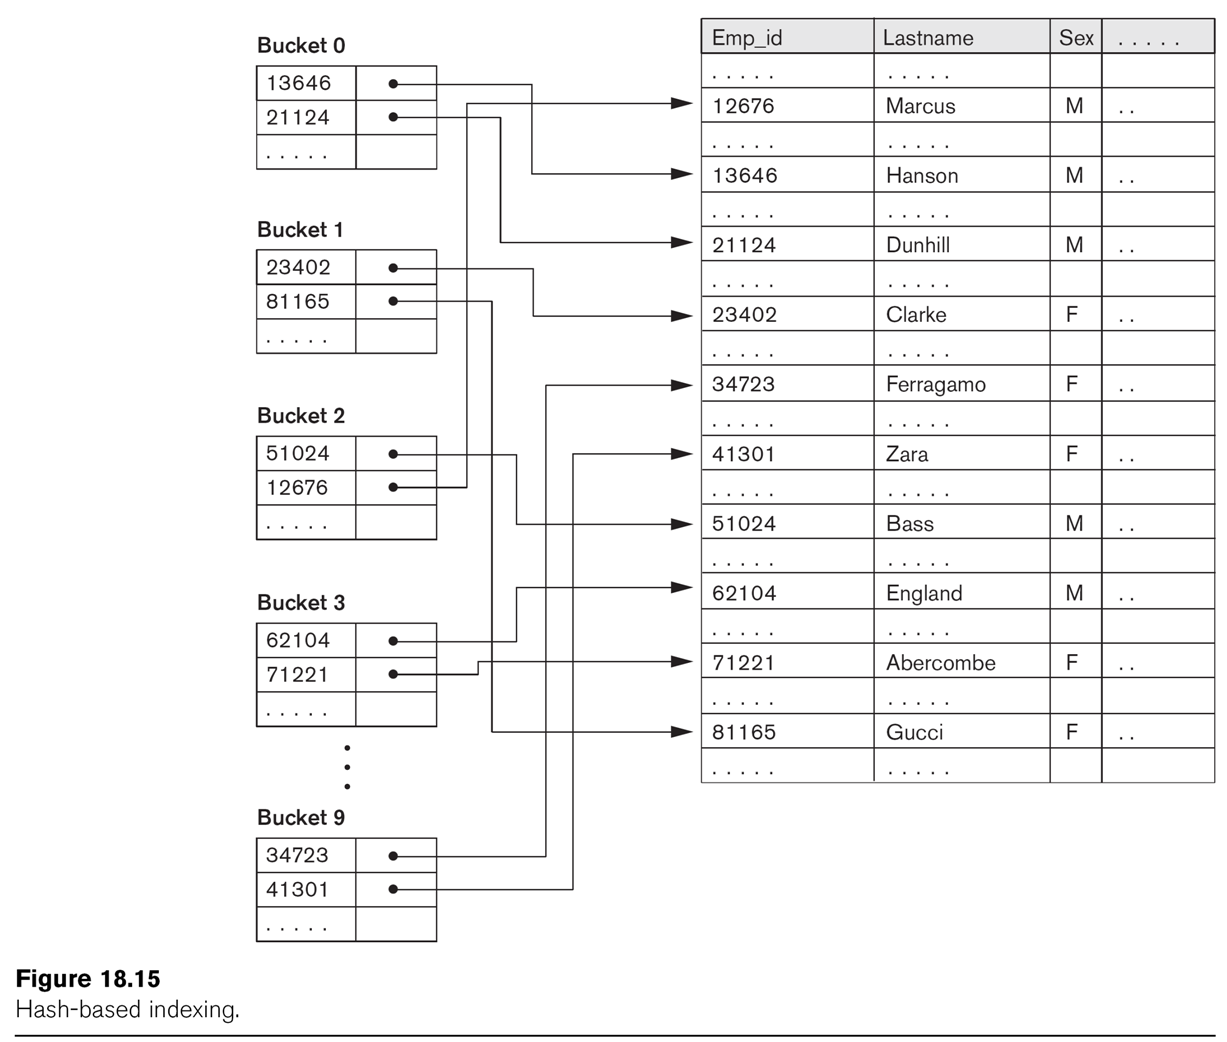 Bucket 0
13646
21124
. . . . .
Bucket 1
23402
81165
. . . . .
Bucket 2
51024
12676
. . . . .
Bucket 3
62104
71221
. . . . .
Bucket 9
34723
41301
. . . . .
Emp_id Lastname Sex . . . . .
. . . . . . . . . .
12676 Marcus M . .
. . . . . . . . . .
13646 Hanson M . .
. . . . . . . . . .
21124 Dunhill M . .
. . . . . . . . . .
23402 Clarke F . .
. . . . . . . . . .
34723 Ferragamo F . .
. . . . . . . . . .
41301 Zara F . .
. . . . . . . . . .
51024 Bass M . .
. . . . . . . . . .
62104 England M . .
. . . . . . . . . .
71221 Abercombe F . .
. . . . . . . . . .
81165 Gucci F . .
. . . . . . . . . .
Figure 18.15
Hash-based indexing.